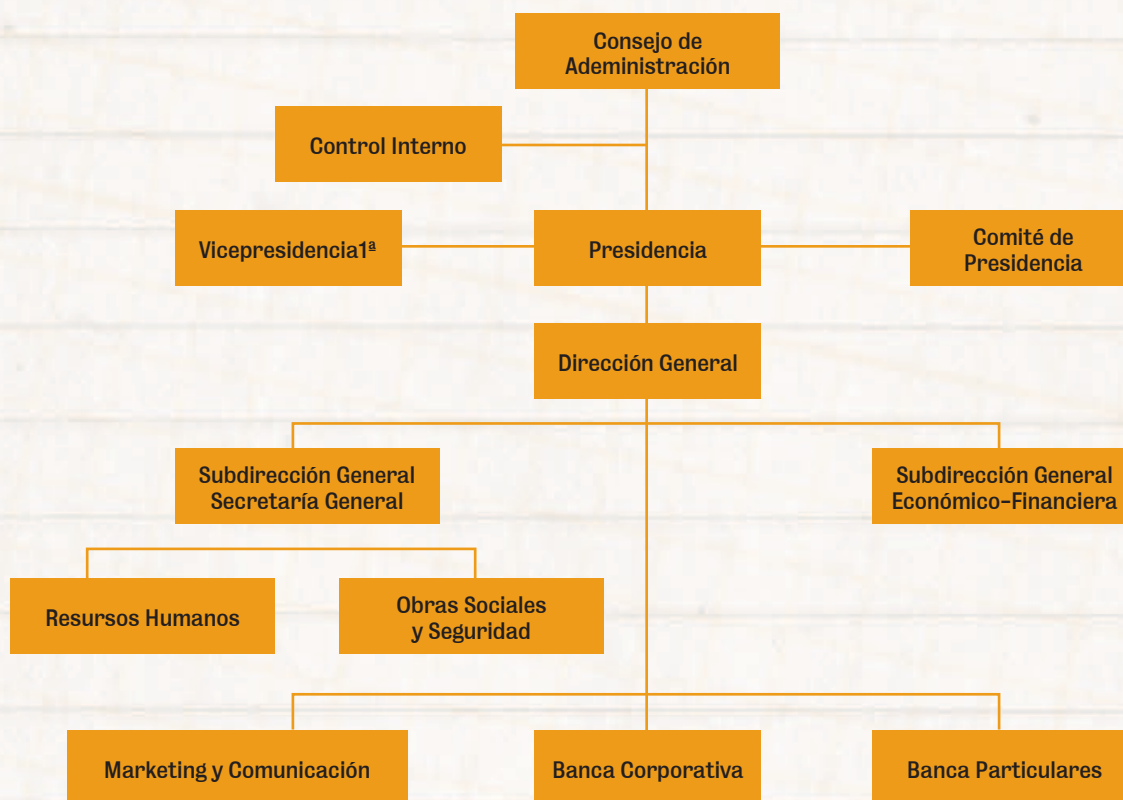 Consejo de
Adeministración
Control Interno
Vicepresidencia1ª
Presidencia
Comité de
Presidencia
Dirección General
Subdirección General
Secretaría General
Subdirección General
Económico-Financiera
Resursos Humanos
Obras Sociales
y Seguridad
Marketing y Comunicación
Banca Corporativa
Banca Particulares